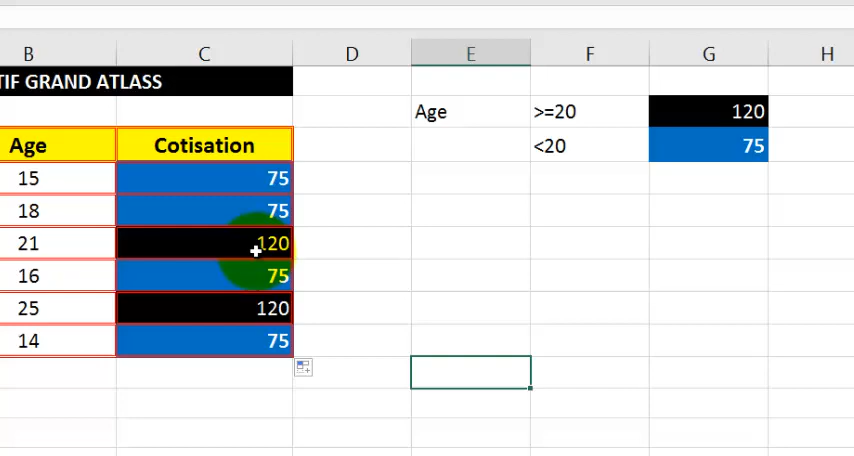 B C D E F G H
TIF GRAND ATLASS
Age >=20 120
Age Cotisation <20 75
15 75
18 75
21 120
16 75
25 120
14 75